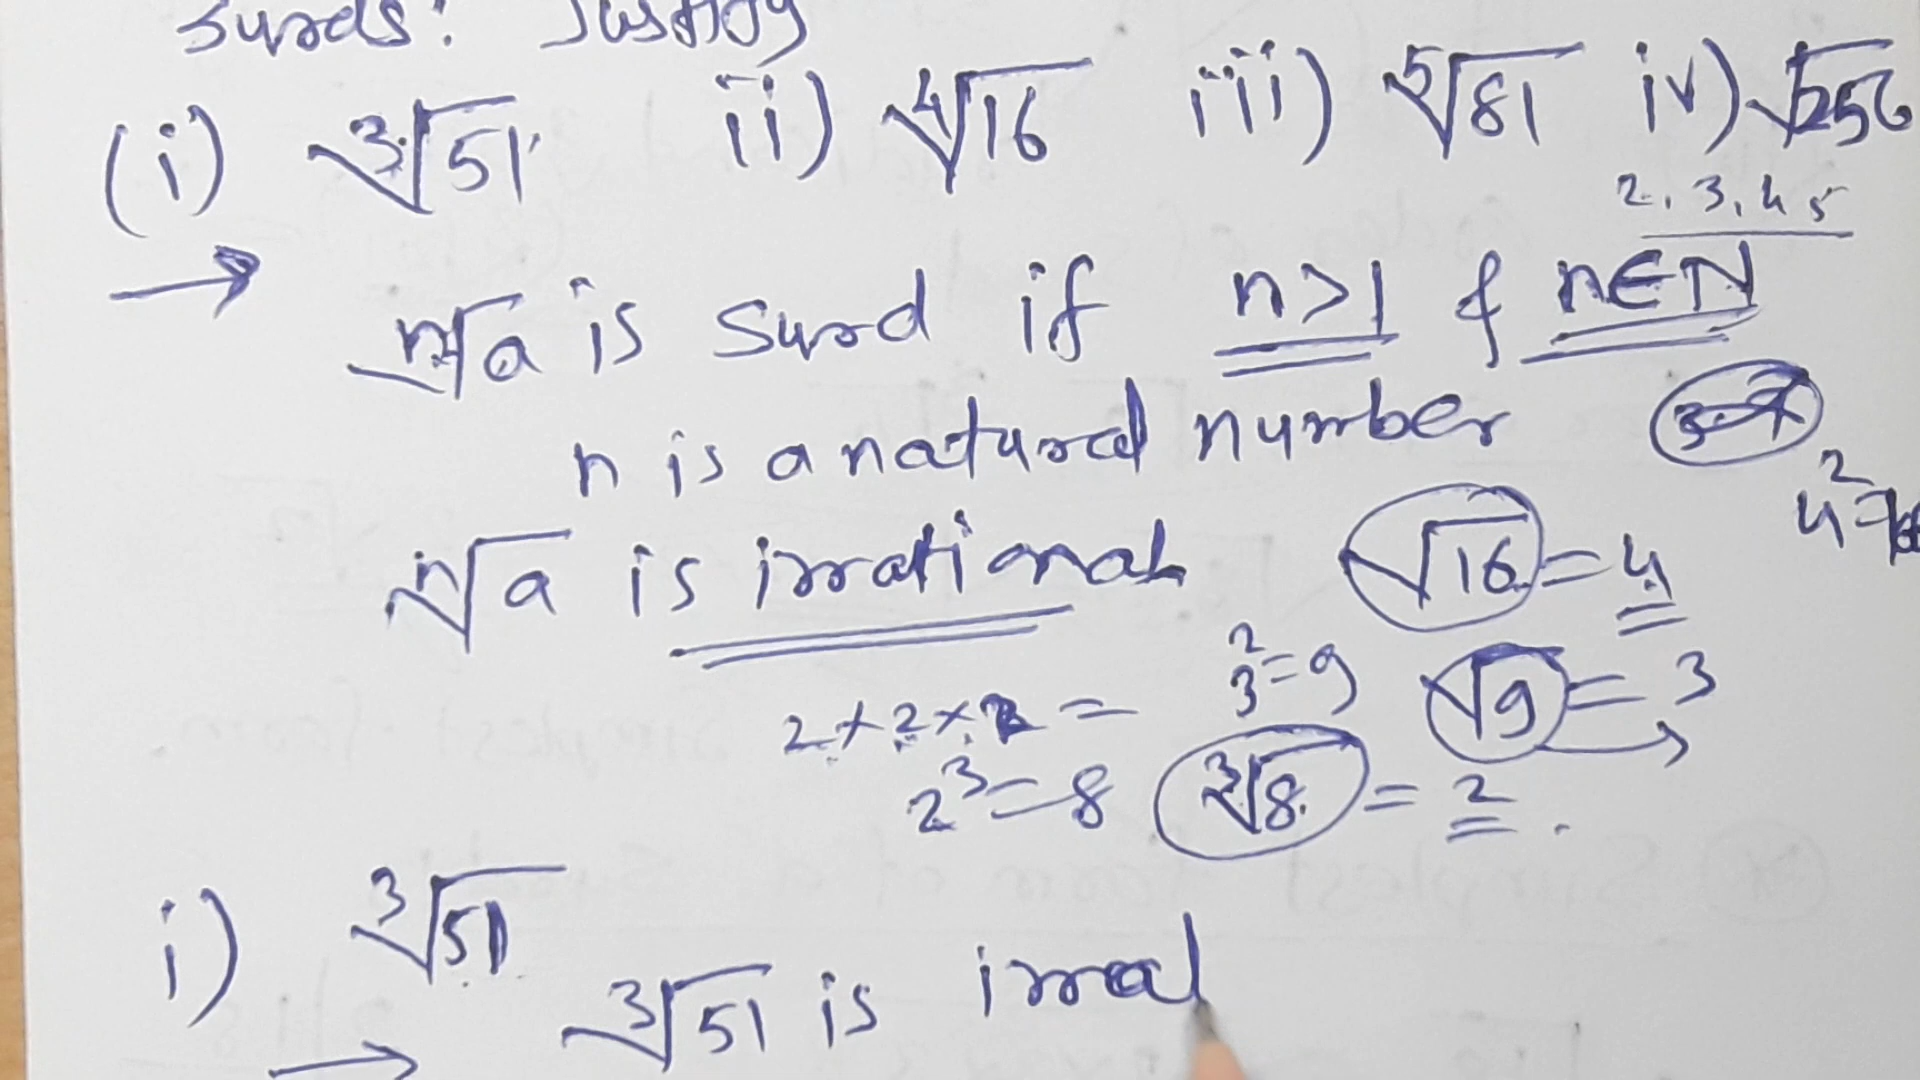 surds? Justify
(i) ∛51 ii) ∜16 iii) ⁵√81 iv) √256
2, 3, 4 5
→ ⁿ√a is surd if n>1 & n∈N
n is a natural number
4²=
ⁿ√a is irrational √16 = 4
2×2×2 = 3²=9 √9 = 3
2³=8 ∛8 = 2.
i) ∛51
→ ∛51 is irrat